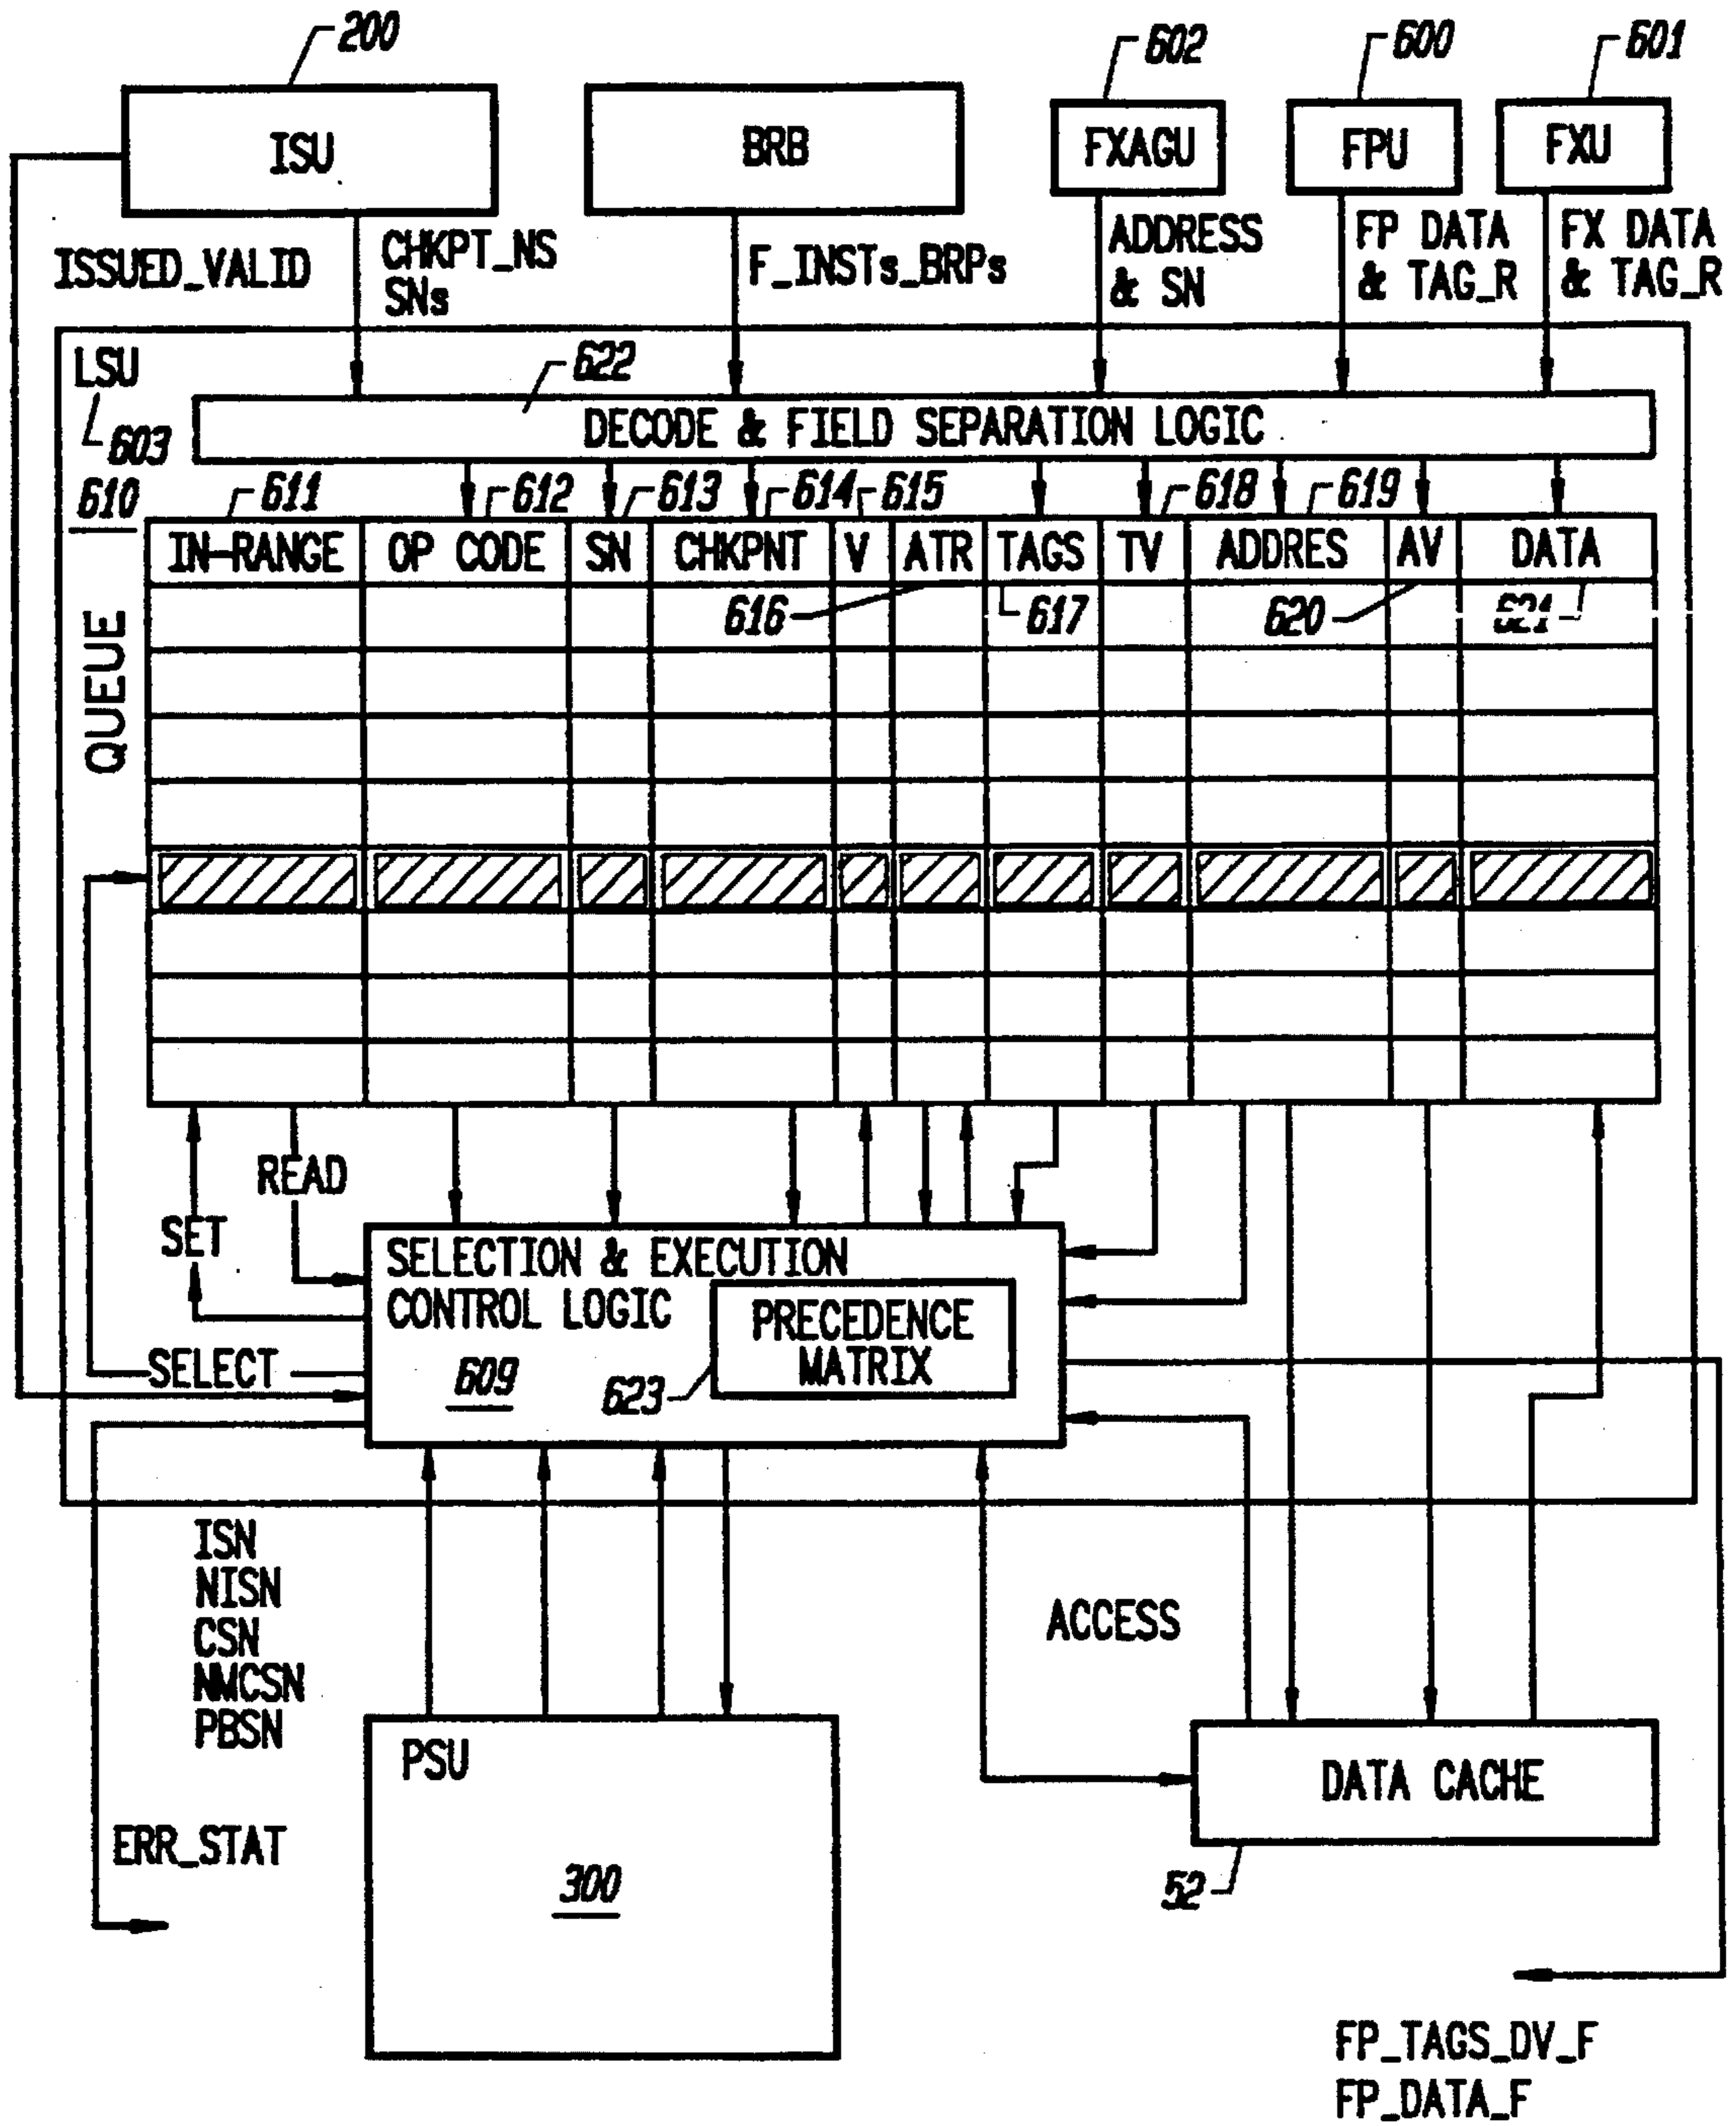 200
602
600
601
ISU
BRB
FXAGU
FPU
FXU
ISSUED_VALID
CHKPT_NS
SNs
F_INSTs_BRPs
ADDRESS
& SN
FP DATA
& TAG_R
FX DATA
& TAG_R
LSU
603
622
DECODE & FIELD SEPARATION LOGIC
610
611
612
613
614
615
618
619
IN-RANGE
OP CODE
SN
CHKPNT
V
ATR
TAGS
TV
ADDRES
AV
DATA
616
617
620
621
QUEUE
READ
SET
SELECT
SELECTION & EXECUTION
CONTROL LOGIC
609
PRECEDENCE
MATRIX
623
ISN
NISN
CSN
NMCSN
PBSN
ACCESS
PSU
300
DATA CACHE
52
ERR_STAT
FP_TAGS_DV_F
FP_DATA_F